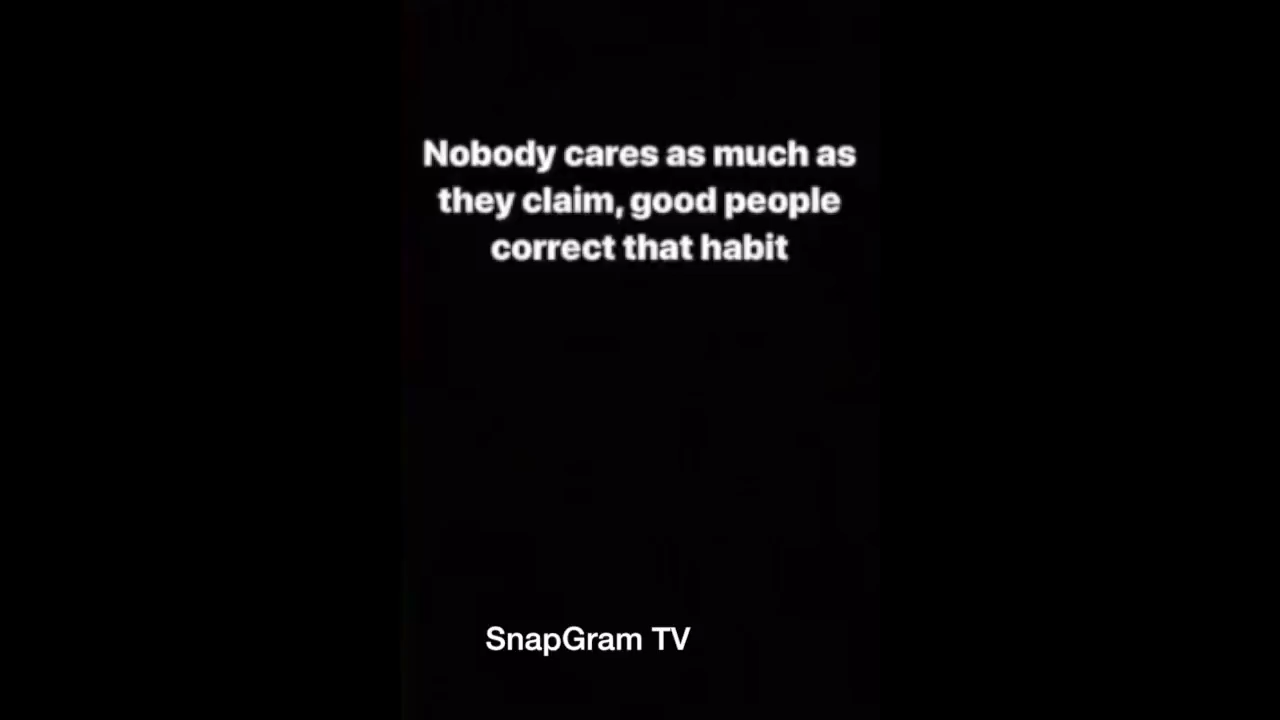 Nobody cares as much as
they claim, good people
correct that habit
SnapGram TV